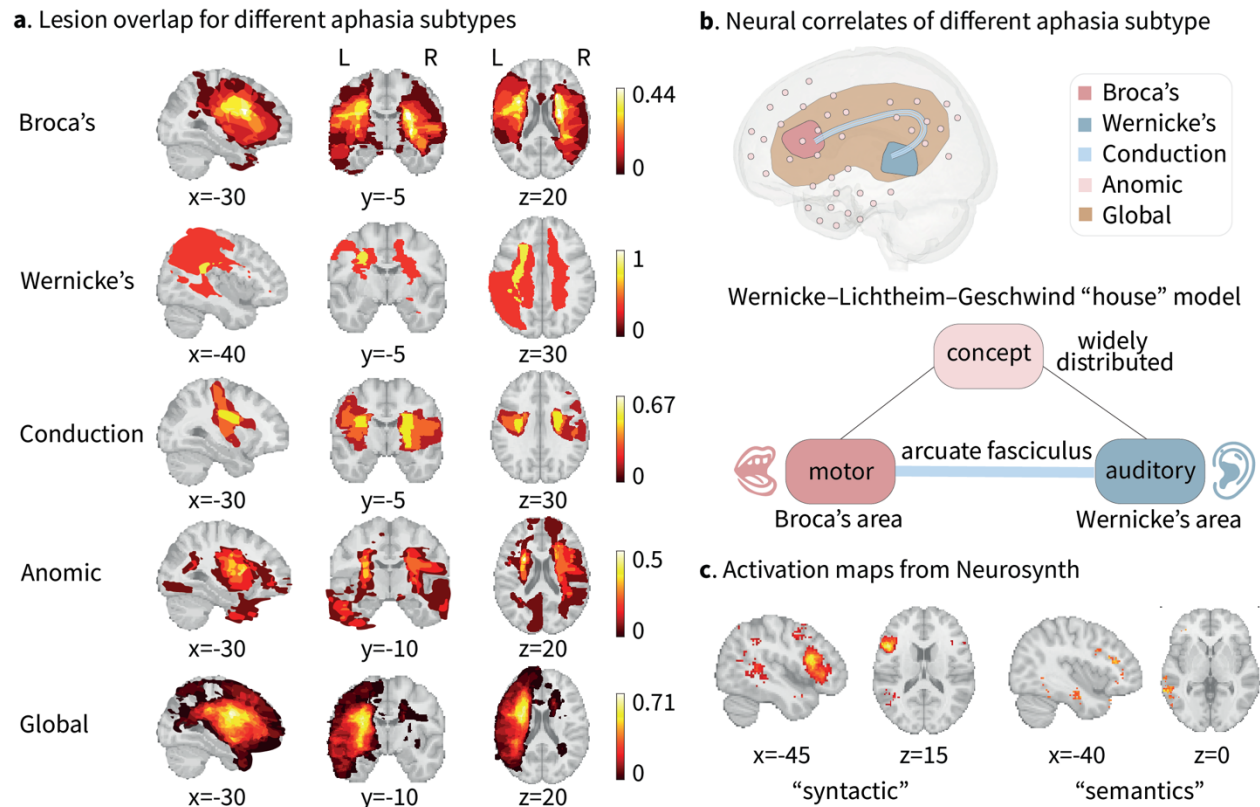 a. Lesion overlap for different aphasia subtypes
L R L R
Broca's
0.44
0
x=-30 y=-5 z=20
Wernicke's
1
0
x=-40 y=-5 z=30
Conduction
0.67
0
x=-30 y=-5 z=30
Anomic
0.5
0
x=-30 y=-10 z=20
Global
0.71
0
x=-30 y=-10 z=20
b. Neural correlates of different aphasia subtype
Broca's
Wernicke's
Conduction
Anomic
Global
Wernicke–Lichtheim–Geschwind “house” model
concept
widely
distributed
arcuate fasciculus
motor
auditory
Broca's area
Wernicke's area
c. Activation maps from Neurosynth
x=-45 z=15 x=-40 z=0
“syntactic” “semantics”